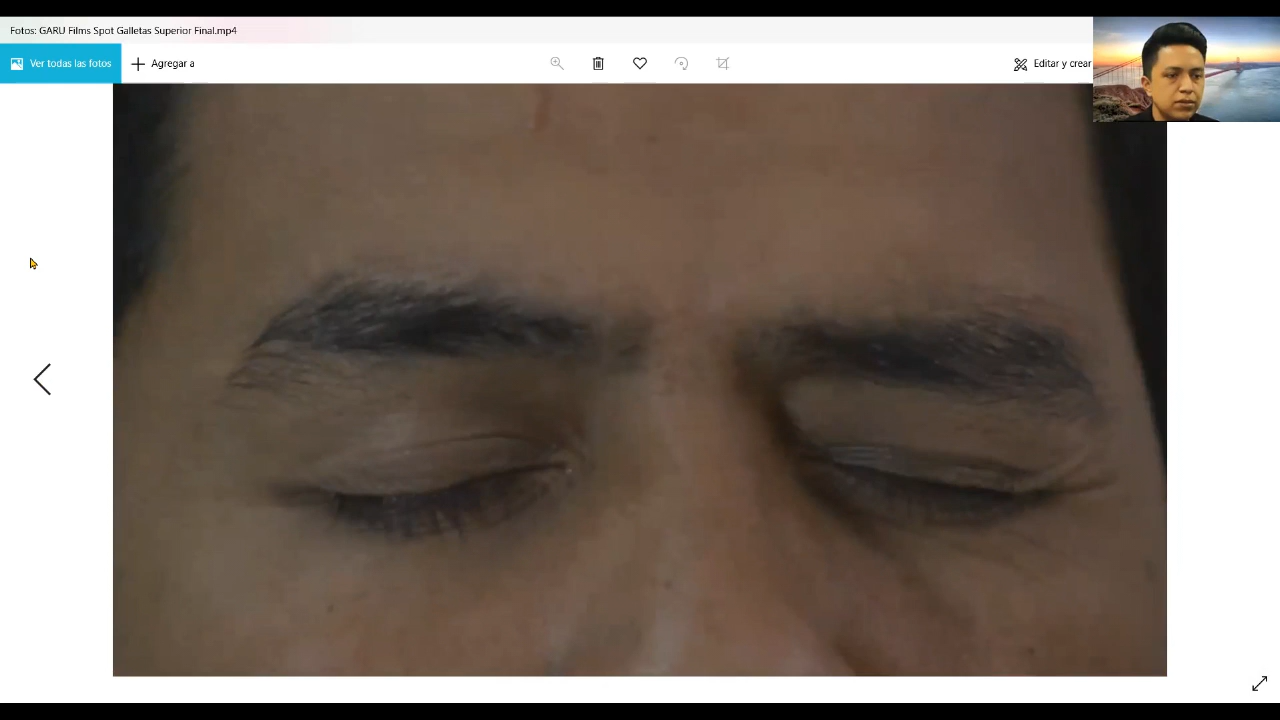 Fotos: GARU Films Spot Galletas Superior Final.mp4
Ver todas las fotos
Agregar a
Editar y crear